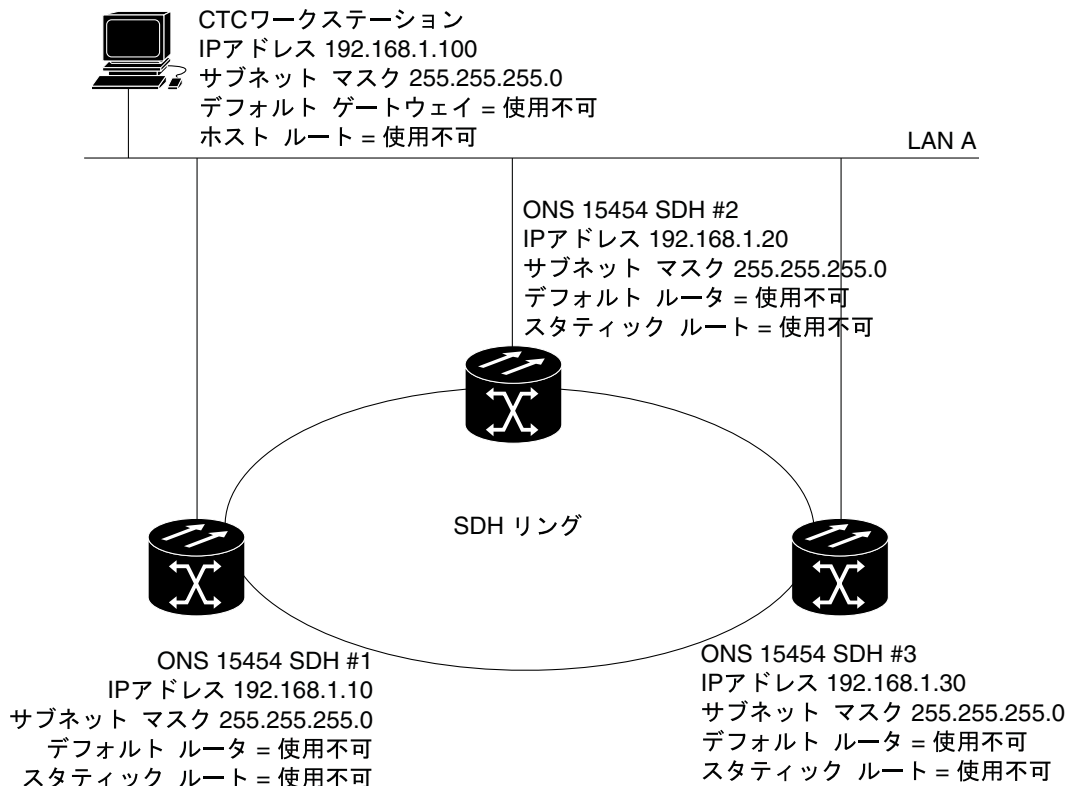 CTCワークステーション
IPアドレス 192.168.1.100
サブネット マスク 255.255.255.0
デフォルト ゲートウェイ = 使用不可
ホスト ルート = 使用不可
LAN A
ONS 15454 SDH #2
IPアドレス 192.168.1.20
サブネット マスク 255.255.255.0
デフォルト ルータ = 使用不可
スタティック ルート = 使用不可
SDH リング
ONS 15454 SDH #1
IPアドレス 192.168.1.10
サブネット マスク 255.255.255.0
デフォルト ルータ = 使用不可
スタティック ルート = 使用不可
ONS 15454 SDH #3
IPアドレス 192.168.1.30
サブネット マスク 255.255.255.0
デフォルト ルータ = 使用不可
スタティック ルート = 使用不可